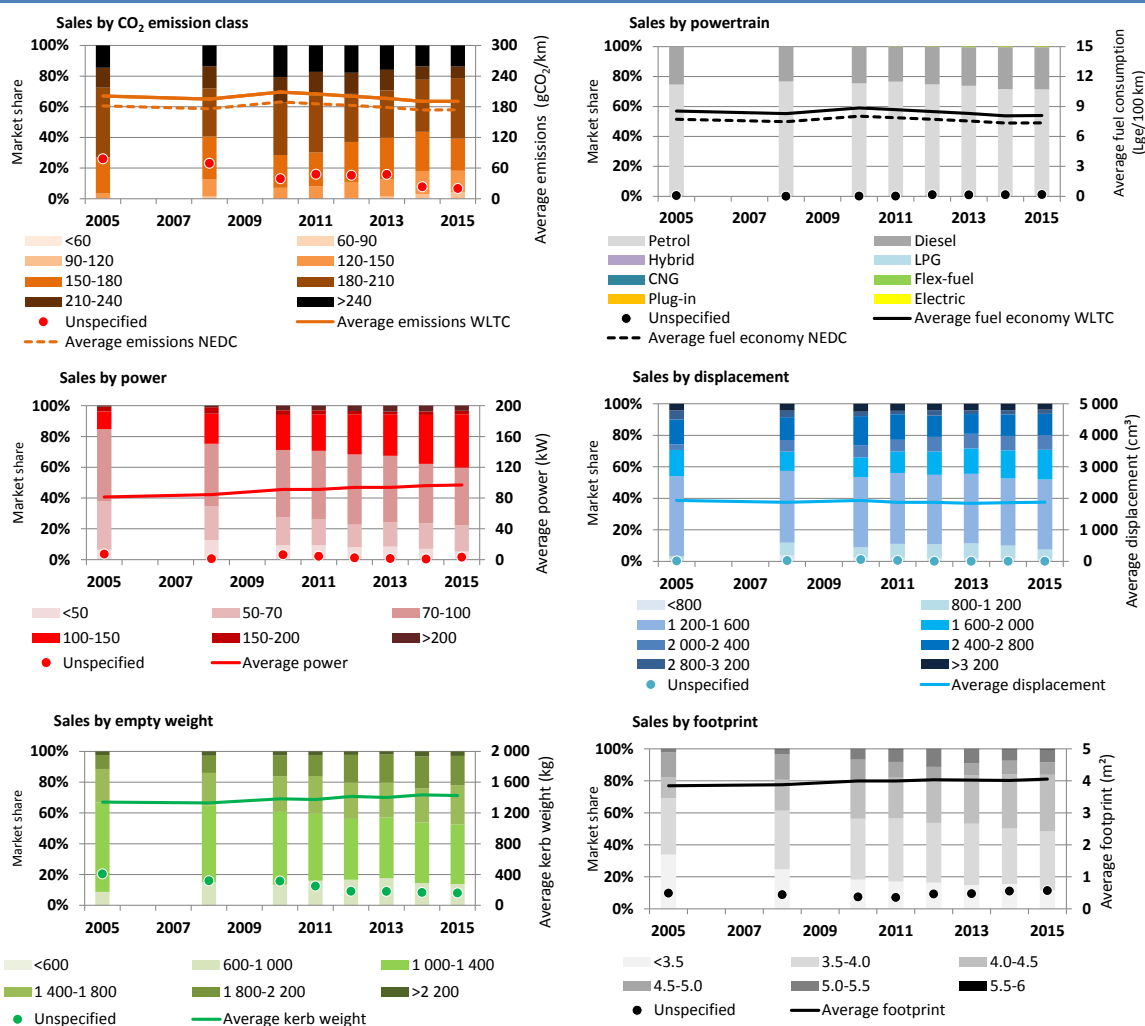 Sales by CO₂ emission class
100%
80%
60%
40%
20%
0%
Market share
300
240
180
120
60
0
Average emissions (gCO₂/km)
2005 2007 2009 2011 2013 2015
<60 60-90
90-120 120-150
150-180 180-210
210-240 >240
Unspecified Average emissions WLTC
Average emissions NEDC
Sales by powertrain
100%
80%
60%
40%
20%
0%
Market share
15
12
9
6
3
0
Average fuel consumption
(Lge/100 km)
2005 2007 2009 2011 2013 2015
Petrol Diesel
Hybrid LPG
CNG Flex-fuel
Plug-in Electric
Unspecified Average fuel economy WLTC
Average fuel economy NEDC
Sales by power
100%
80%
60%
40%
20%
0%
Market share
200
160
120
80
40
0
Average power (kW)
2005 2007 2009 2011 2013 2015
<50 50-70 70-100
100-150 150-200 >200
Unspecified Average power
Sales by displacement
100%
80%
60%
40%
20%
0%
Market share
5 000
4 000
3 000
2 000
1 000
0
Average displacement (cm³)
2005 2007 2009 2011 2013 2015
<800 800-1 200
1 200-1 600 1 600-2 000
2 000-2 400 2 400-2 800
2 800-3 200 >3 200
Unspecified Average displacement
Sales by empty weight
100%
80%
60%
40%
20%
0%
Market share
2 000
1 600
1 200
800
400
0
Average kerb weight (kg)
2005 2007 2009 2011 2013 2015
<600 600-1 000 1 000-1 400
1 400-1 800 1 800-2 200 >2 200
Unspecified Average kerb weight
Sales by footprint
100%
80%
60%
40%
20%
0%
Market share
5
4
3
2
1
0
Average footprint (m²)
2005 2007 2009 2011 2013 2015
<3.5 3.5-4.0 4.0-4.5
4.5-5.0 5.0-5.5 5.5-6
Unspecified Average footprint